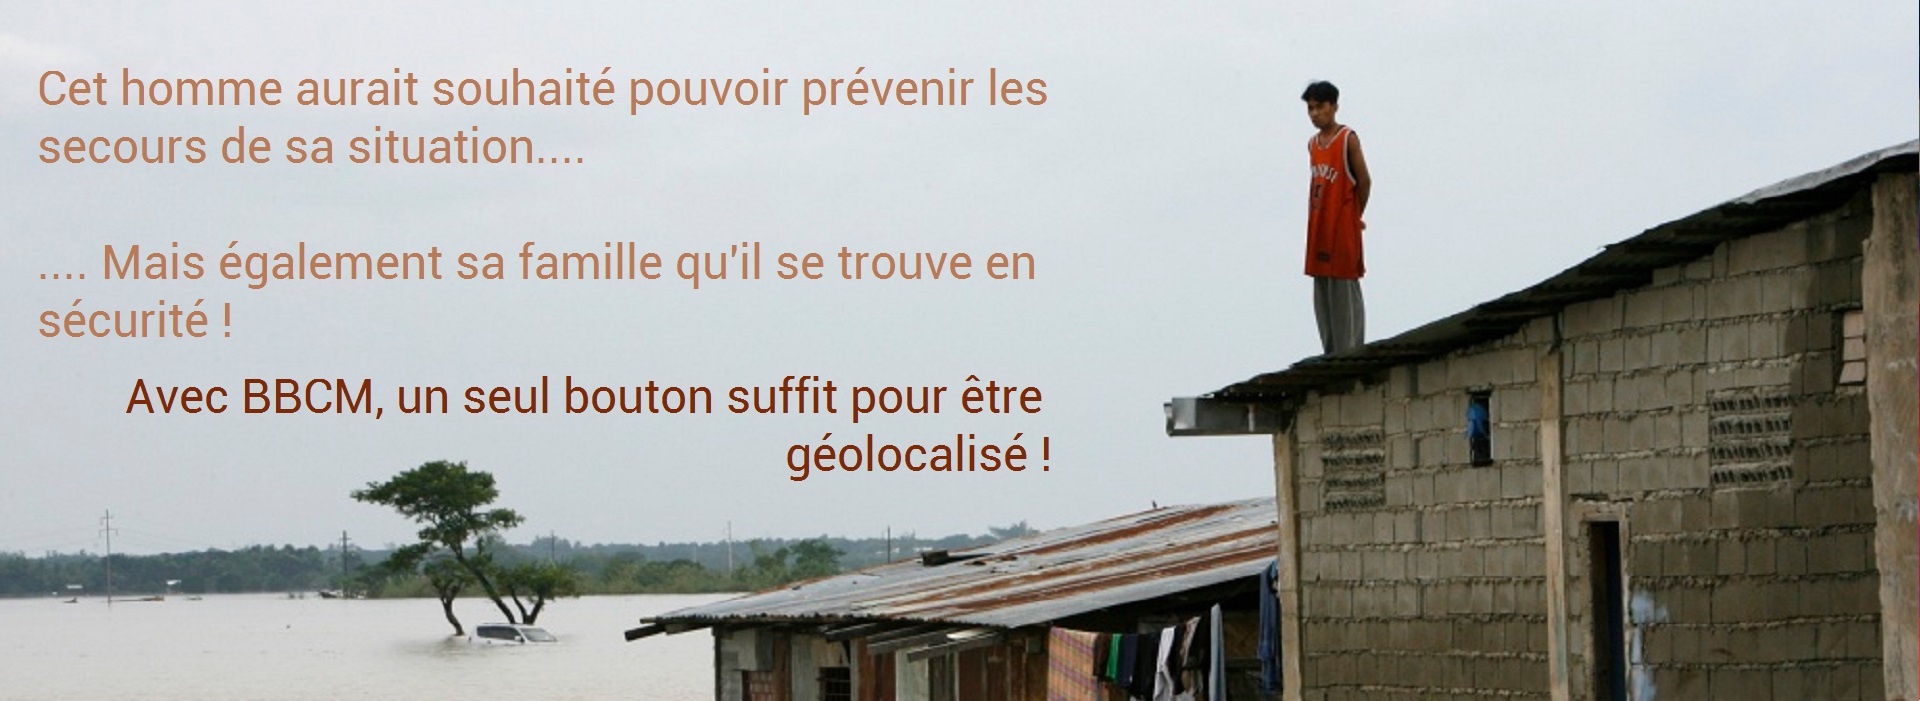 Cet homme aurait souhaité pouvoir prévenir les
secours de sa situation....
.... Mais également sa famille qu'il se trouve en
sécurité !
Avec BBCM, un seul bouton suffit pour être
géolocalisé !